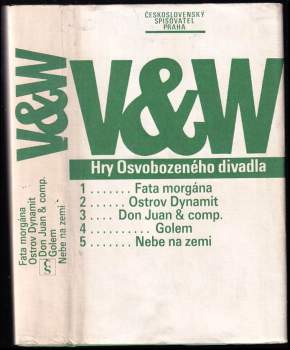 ČESKOSLOVENSKÝ
SPISOVATEL
PRAHA
V&W
Hry Osvobozeného divadla
1 ....... Fata morgána
2 ...... Ostrov Dynamit
3 .... Don Juan & comp.
4 .......... Golem
5 ..... Nebe na zemi
V&W
Fata morgána
Ostrov Dynamit
Don Juan & comp.
Golem
Nebe na zemi